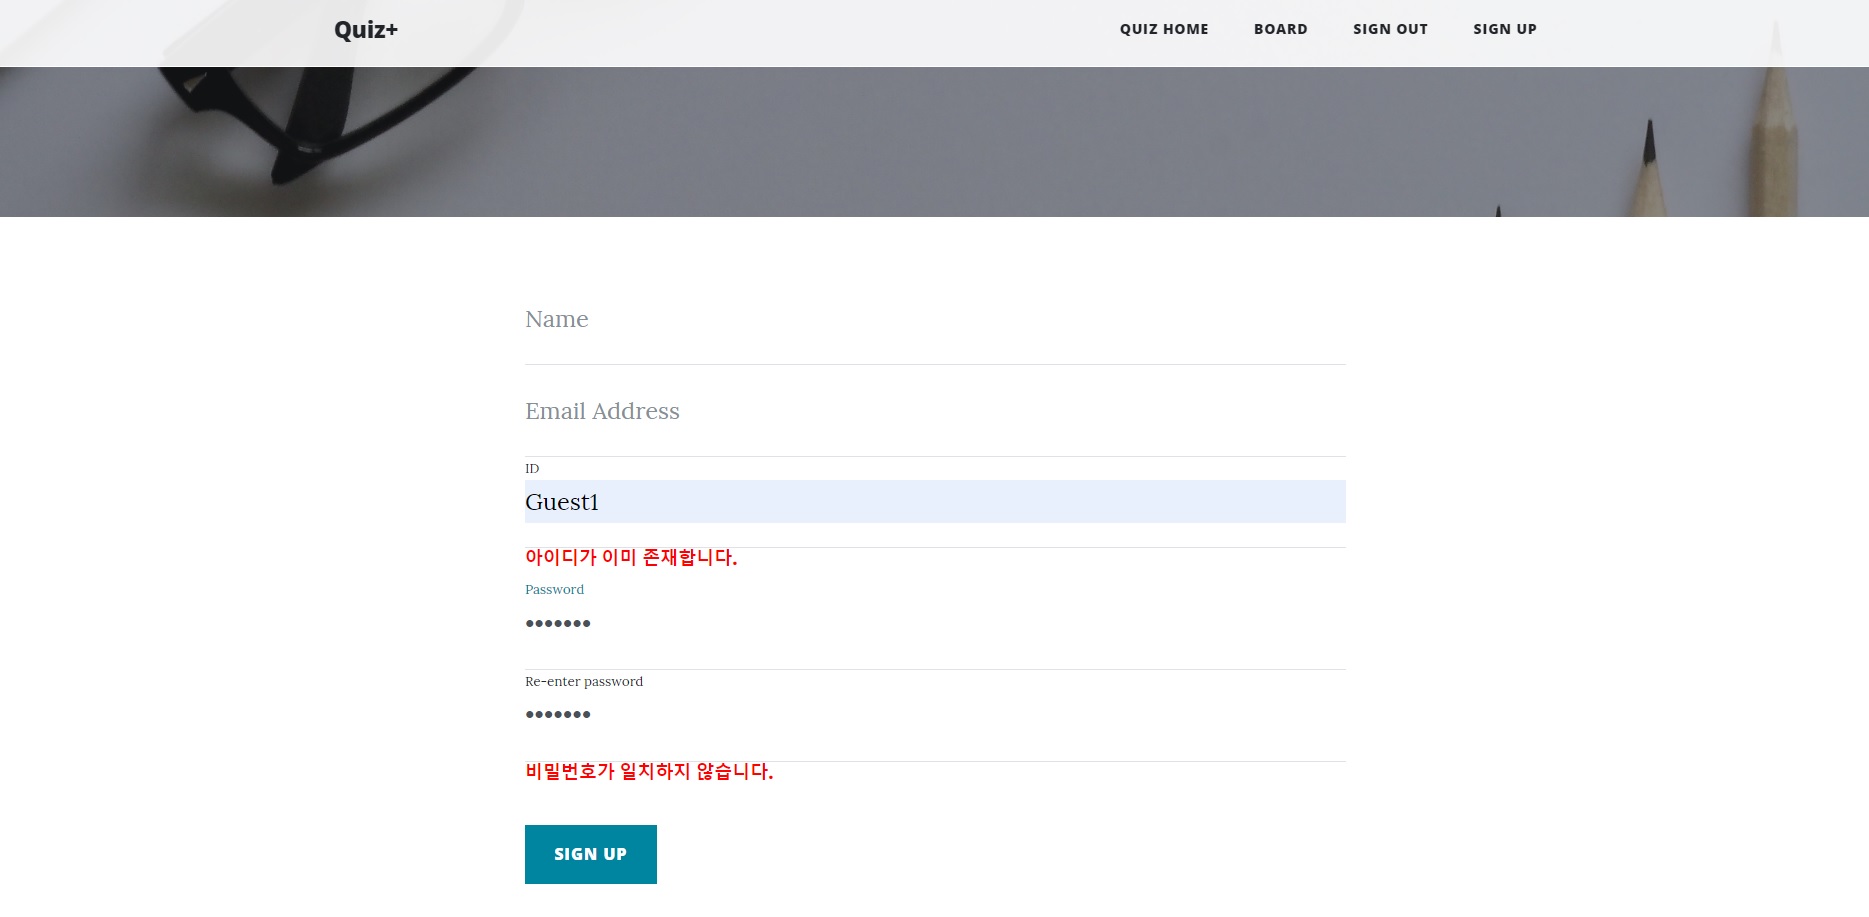 Quiz+
QUIZ HOME BOARD SIGN OUT SIGN UP
Name
Email Address
ID
Guest1
아이디가 이미 존재합니다.
Password
•••••••
Re-enter password
•••••••
비밀번호가 일치하지 않습니다.
SIGN UP